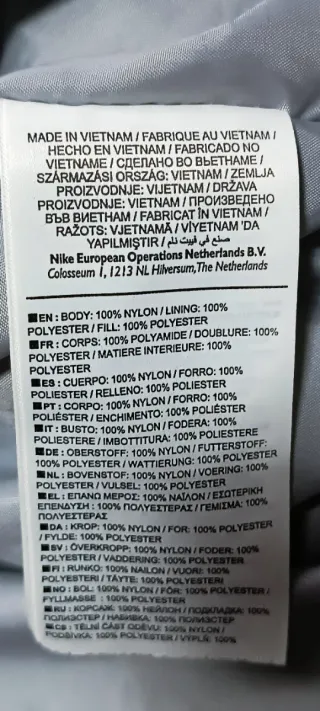 MADE IN VIETNAM / FABRIQUE AU VIETNAM /
HECHO EN VIETNAM / FABRICADO NO
VIETNAME / СДЕЛАНО ВО ВЬЕТНАМЕ /
SZÁRMAZÁSI ORSZÁG: VIETNAM / ZEMLJA
PROIZVODNJE: VIJETNAM / DRŽAVA
PROIZVODNJE: VIETNAM / ПРОИЗВЕДЕНО
ВЪВ ВИЕТНАМ / FABRICAT ÎN VIETNAM /
RAŽOTS: VJETNAMĀ / VİYETNAM 'DA
YAPILMIŞTIR / صنع في فييت نام
Nike European Operations Netherlands B.V.
Colosseum 1, 1213 NL Hilversum, The Netherlands
EN : BODY: 100% NYLON / LINING: 100%
POLYESTER / FILL: 100% POLYESTER
FR : CORPS: 100% POLYAMIDE / DOUBLURE: 100%
POLYESTER / MATIERE INTERIEURE: 100%
POLYESTER
ES : CUERPO: 100% NYLON / FORRO: 100%
POLIESTER / RELLENO: 100% POLIESTER
PT : CORPO: 100% NYLON / FORRO: 100%
POLIÉSTER / ENCHIMENTO: 100% POLIÉSTER
IT : BUSTO: 100% NYLON / FODERA: 100%
POLIESTERE / IMBOTTITURA: 100% POLIESTERE
DE : OBERSTOFF: 100% NYLON / FUTTERSTOFF:
100% POLYESTER / WATTIERUNG: 100% POLYESTER
NL : BOVENSTOF: 100% NYLON / VOERING: 100%
POLYESTER / VULSEL: 100% POLYESTER
EL : ΕΠΑΝΩ ΜΕΡΟΣ: 100% ΝΑΪΛΟΝ / ΕΣΩΤΕΡΙΚΗ
ΕΠΕΝΔΥΣΗ : 100% ΠΟΛΥΕΣΤΕΡΑΣ / ΓΕΜΙΣΜΑ: 100%
ΠΟΛΥΕΣΤΕΡΑΣ
DA : KROP: 100% NYLON / FOR: 100% POLYESTER
/ FYLDE: 100% POLYESTER
SV : ÖVERKROPP: 100% NYLON / FODER: 100%
POLYESTER / VADDERING: 100% POLYESTER
FI : RUNKO: 100% NAILON / VUORI: 100%
POLYESTERI / TÄYTE: 100% POLYESTERI
NO : BOL: 100% NYLON / FÔR: 100% POLYESTER /
FYLLMASSE : 100% POLYESTER
RU : КОРСАЖ: 100% НЕЙЛОН / ПОДКЛАДКА: 100%
ПОЛИЭСТЕР / НАБИВКА: 100% ПОЛИЭСТЕР
CS : TĚLNÍ ČÁST ODĚVU: 100% NYLON /
PODŠÍVKA: 100% POLYESTER / VÝPLŇ: 100%